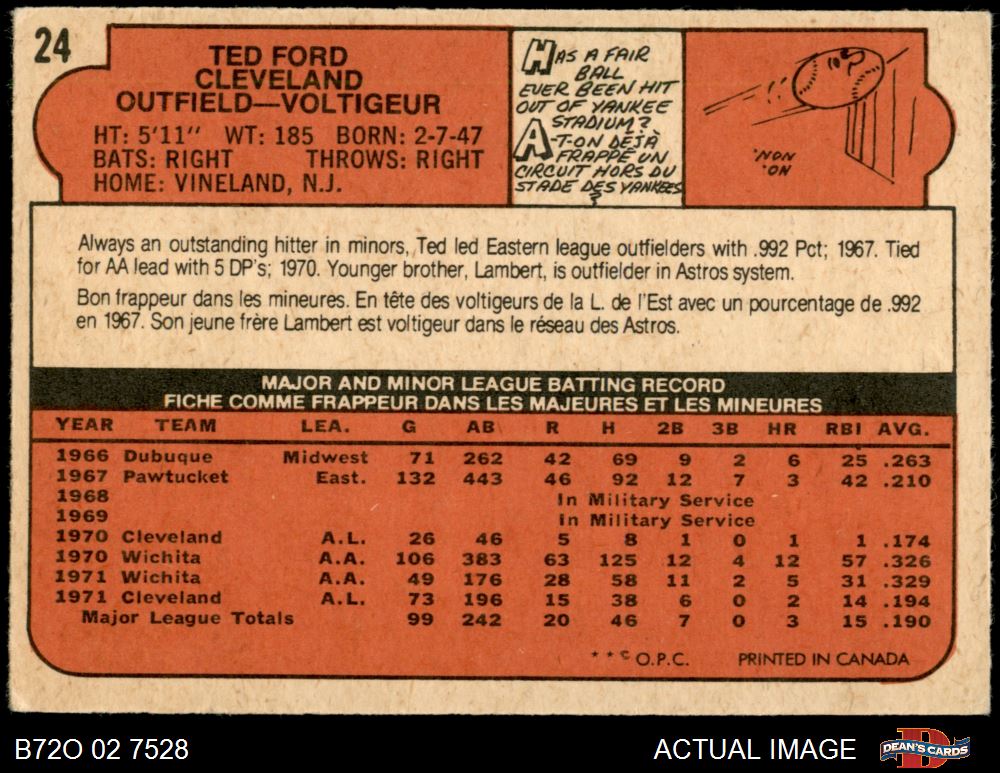 24
TED FORD
CLEVELAND
OUTFIELD—VOLTIGEUR
HT: 5'11" WT: 185 BORN: 2-7-47
BATS: RIGHT THROWS: RIGHT
HOME: VINELAND, N.J.
HAS A FAIR
BALL
EVER BEEN HIT
OUT OF YANKEE
STADIUM?
A-T-ON DÉJÀ
FRAPPÉ UN
CIRCUIT HORS DU
STADE DES YANKEES
?
NO.
NON.
Always an outstanding hitter in minors, Ted led Eastern league outfielders with .992 Pct; 1967. Tied
for AA lead with 5 DP's; 1970. Younger brother, Lambert, is outfielder in Astros system.
Bon frappeur dans les mineures. En tête des voltigeurs de la L. de l'Est avec un pourcentage de .992
en 1967. Son jeune frère Lambert est voltigeur dans le réseau des Astros.
MAJOR AND MINOR LEAGUE BATTING RECORD
FICHE COMME FRAPPEUR DANS LES MAJEURES ET LES MINEURES
YEAR TEAM LEA. G AB R H 2B 3B HR RBI AVG.
1966 Dubuque Midwest 71 262 42 69 9 2 6 25 .263
1967 Pawtucket East. 132 443 46 92 12 7 3 42 .210
1968 In Military Service
1969 In Military Service
1970 Cleveland A.L. 26 46 5 8 1 0 1 1 .174
1970 Wichita A.A. 106 383 63 125 12 4 12 57 .326
1971 Wichita A.A. 49 176 28 58 11 2 5 31 .329
1971 Cleveland A.L. 73 196 15 38 6 0 2 14 .194
Major League Totals 99 242 20 46 7 0 3 15 .190
**© O.P.C. PRINTED IN CANADA
B72O 02 7528 ACTUAL IMAGE DEAN'S CARDS